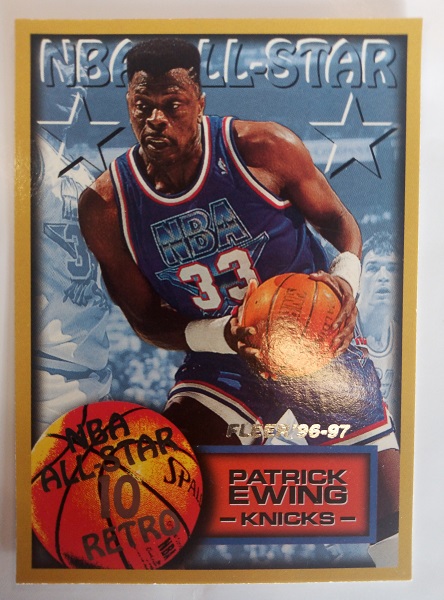 NBA ALL-STAR
NBA
33
FLEER '96-97
NBA
ALL-STAR
10
RETRO
SPAL
PATRICK
EWING
– KNICKS –